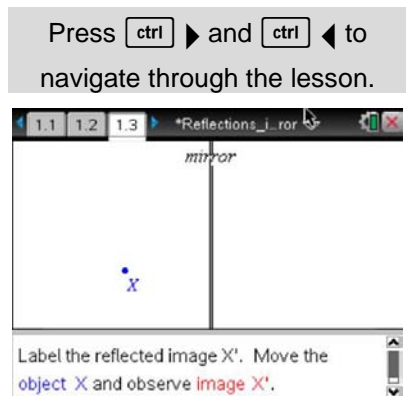 Press ctrl ▶ and ctrl ◀ to
navigate through the lesson.
1.1 1.2 1.3 *Reflections_i…ror
mirror
X
Label the reflected image X'. Move the
object X and observe image X'.